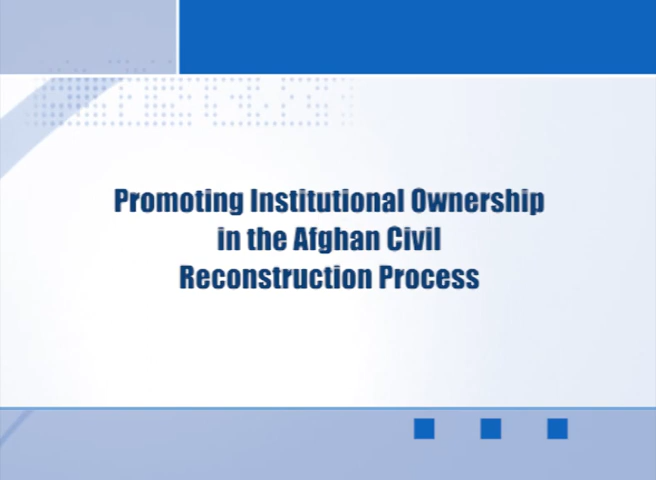 Promoting Institutional Ownership
in the Afghan Civil
Reconstruction Process